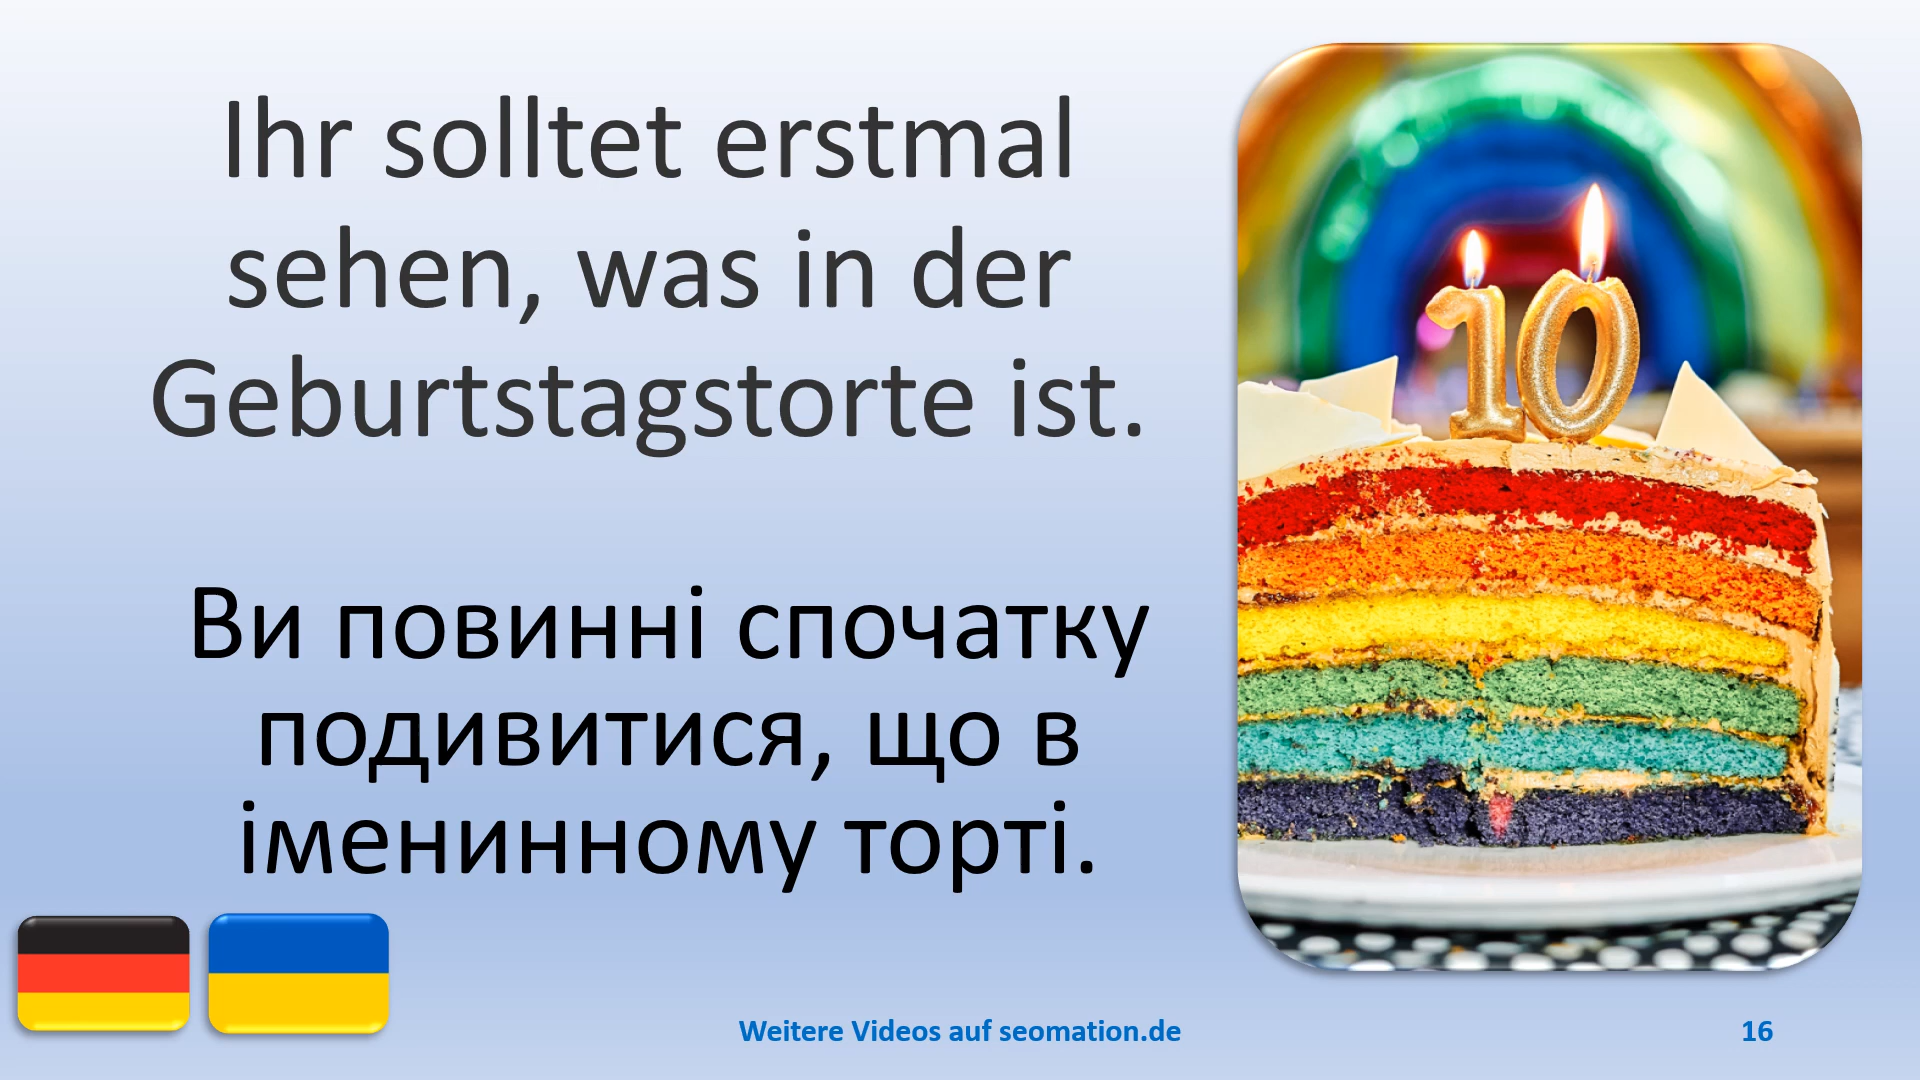 Ihr solltet erstmal
sehen, was in der
Geburtstagstorte ist.
Ви повинні спочатку
подивитися, що в
іменинному торті.
10
Weitere Videos auf seomation.de
16